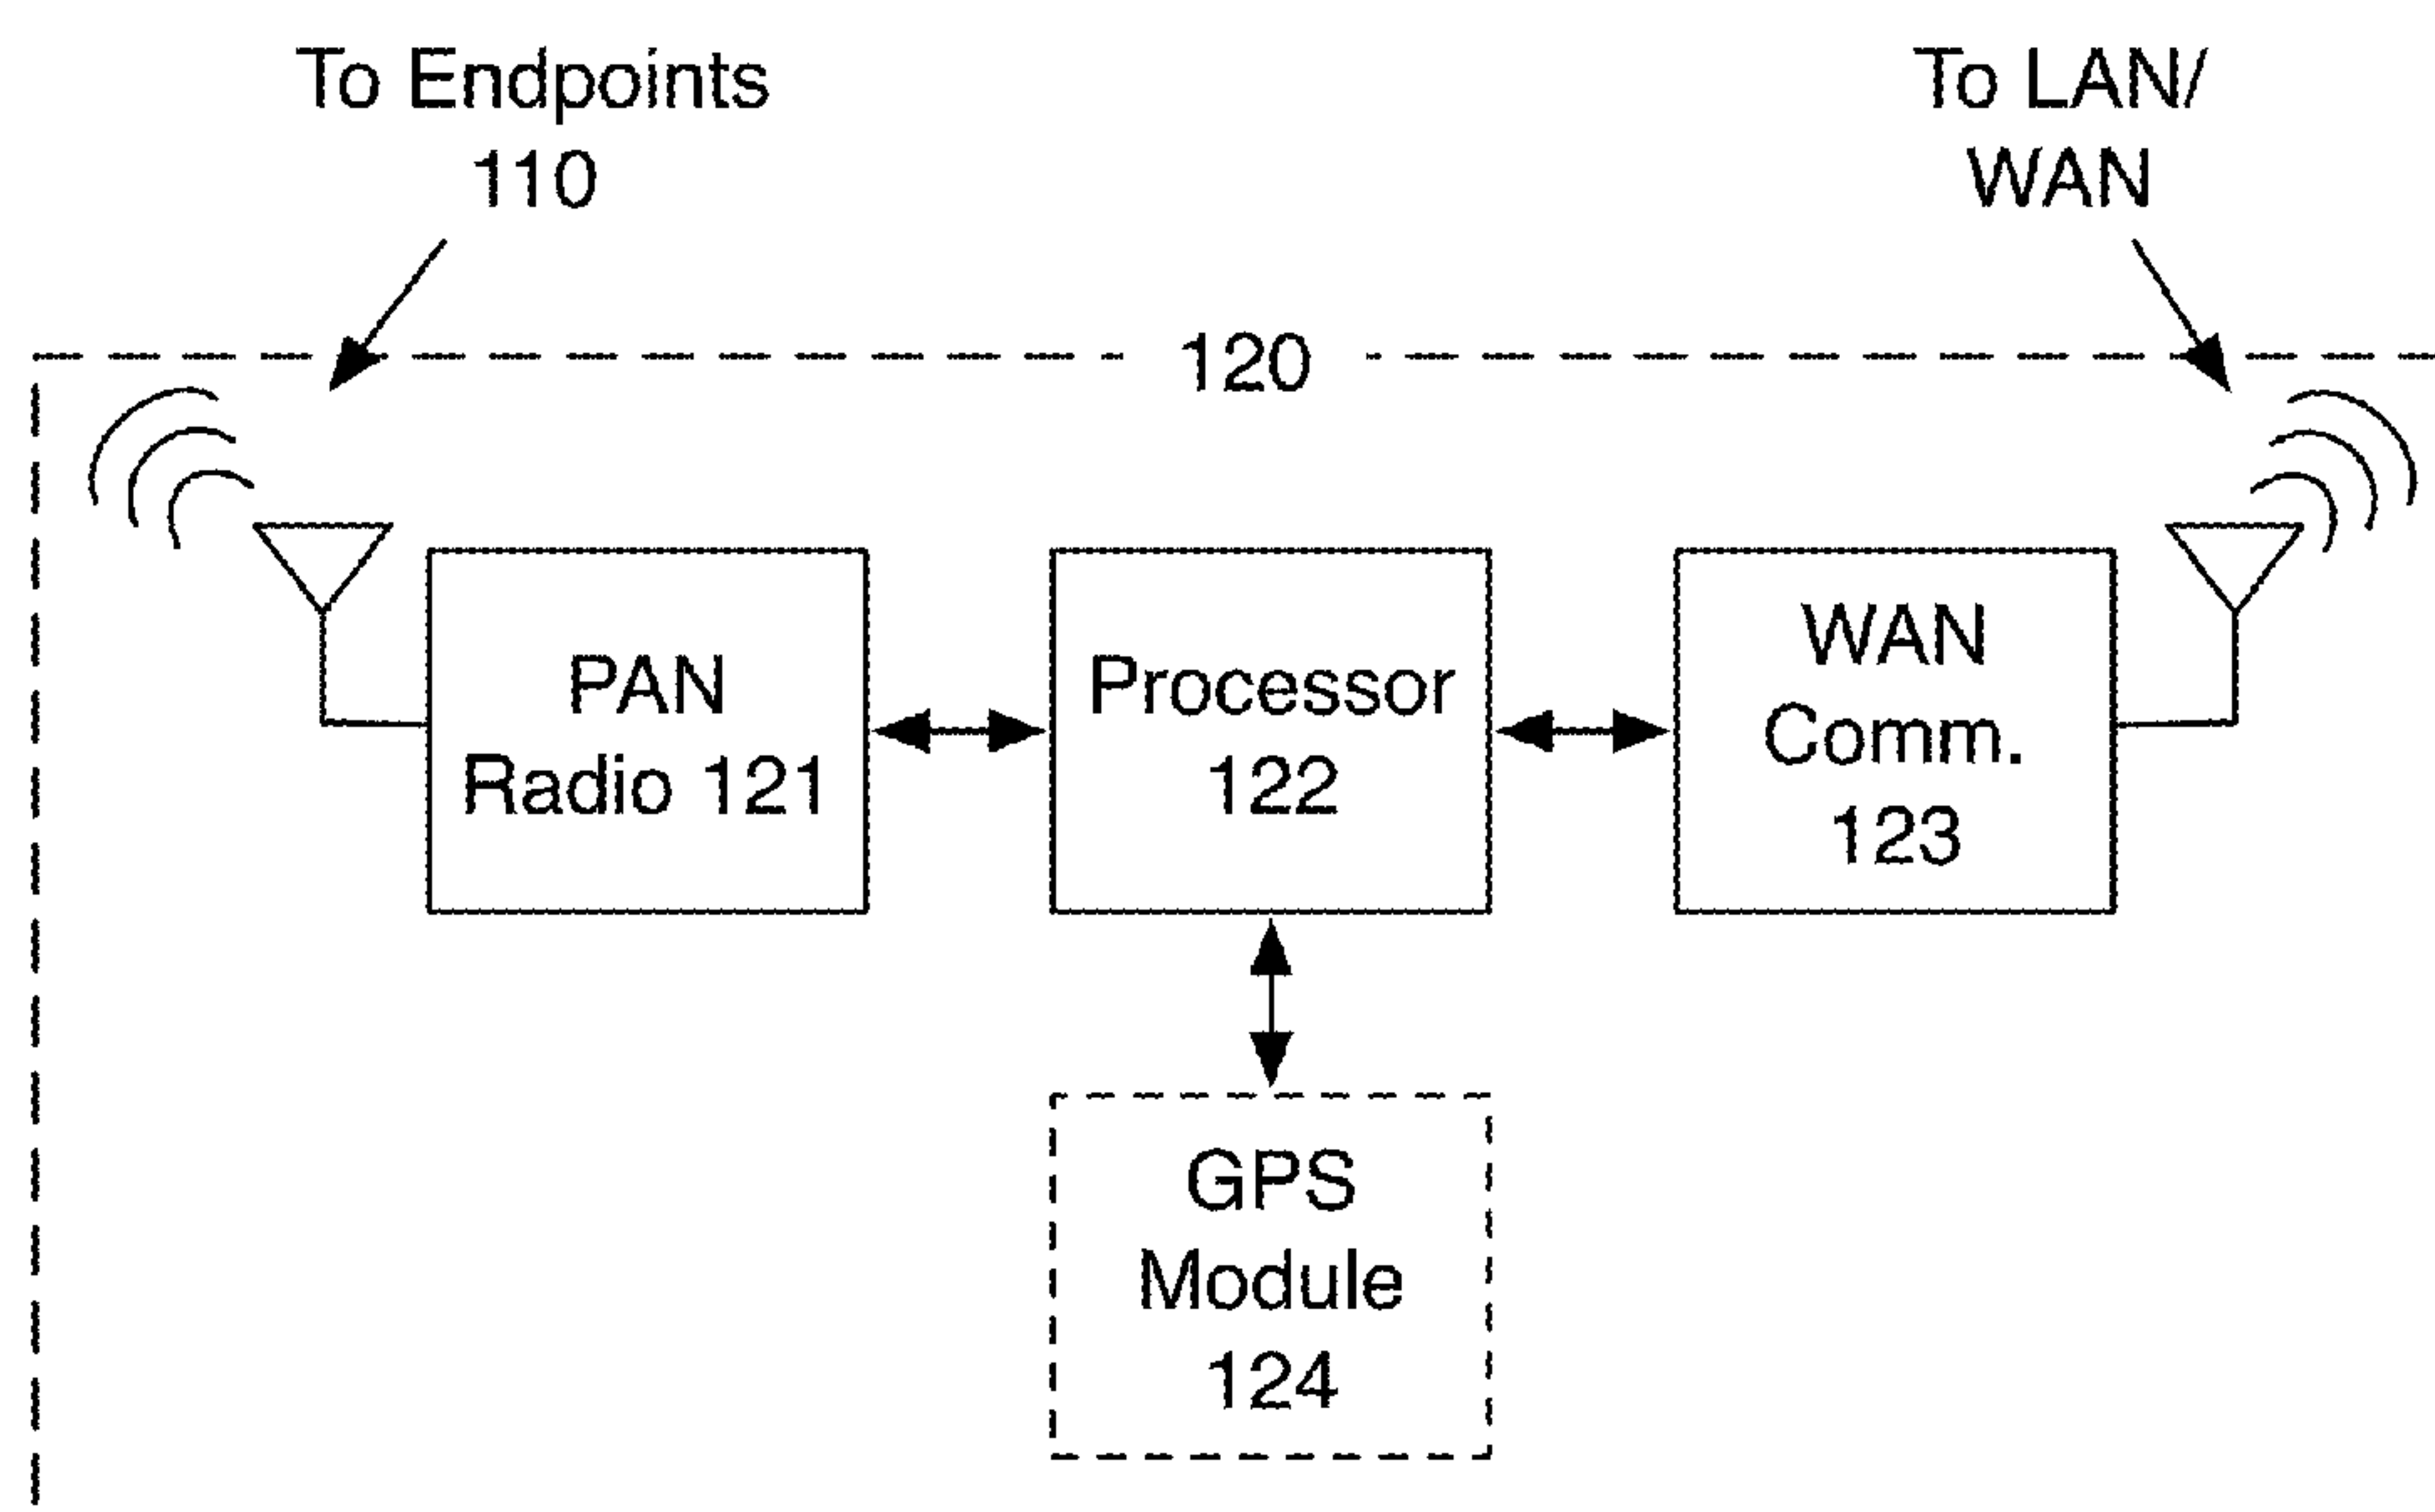 To Endpoints
110
To LAN/
WAN
120
PAN
Radio 121
Processor
122
WAN
Comm.
123
GPS
Module
124